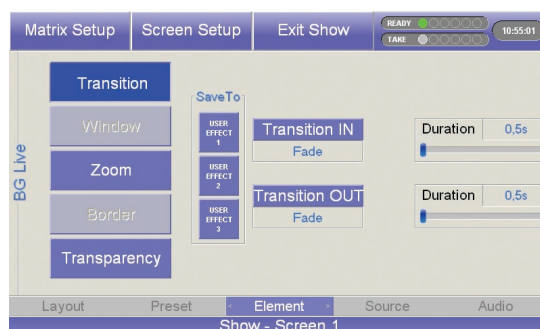 Matrix Setup
Screen Setup
Exit Show
READY
TAKE
10:55:01
BG Live
Transition
Window
Zoom
Border
Transparency
SaveTo
USER
EFFECT
1
USER
EFFECT
2
USER
EFFECT
3
Transition IN
Fade
Duration 0,5s
Transition OUT
Fade
Duration 0,5s
Layout Preset Element Source Audio
Show - Screen 1